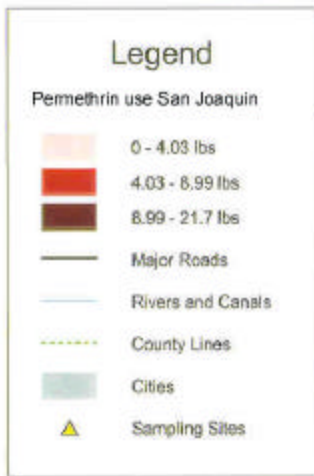 Legend
Permethrin use San Joaquin
0 - 4.03 lbs
4.03 - 8.99 lbs
8.99 - 21.7 lbs
Major Roads
Rivers and Canals
County Lines
Cities
Sampling Sites